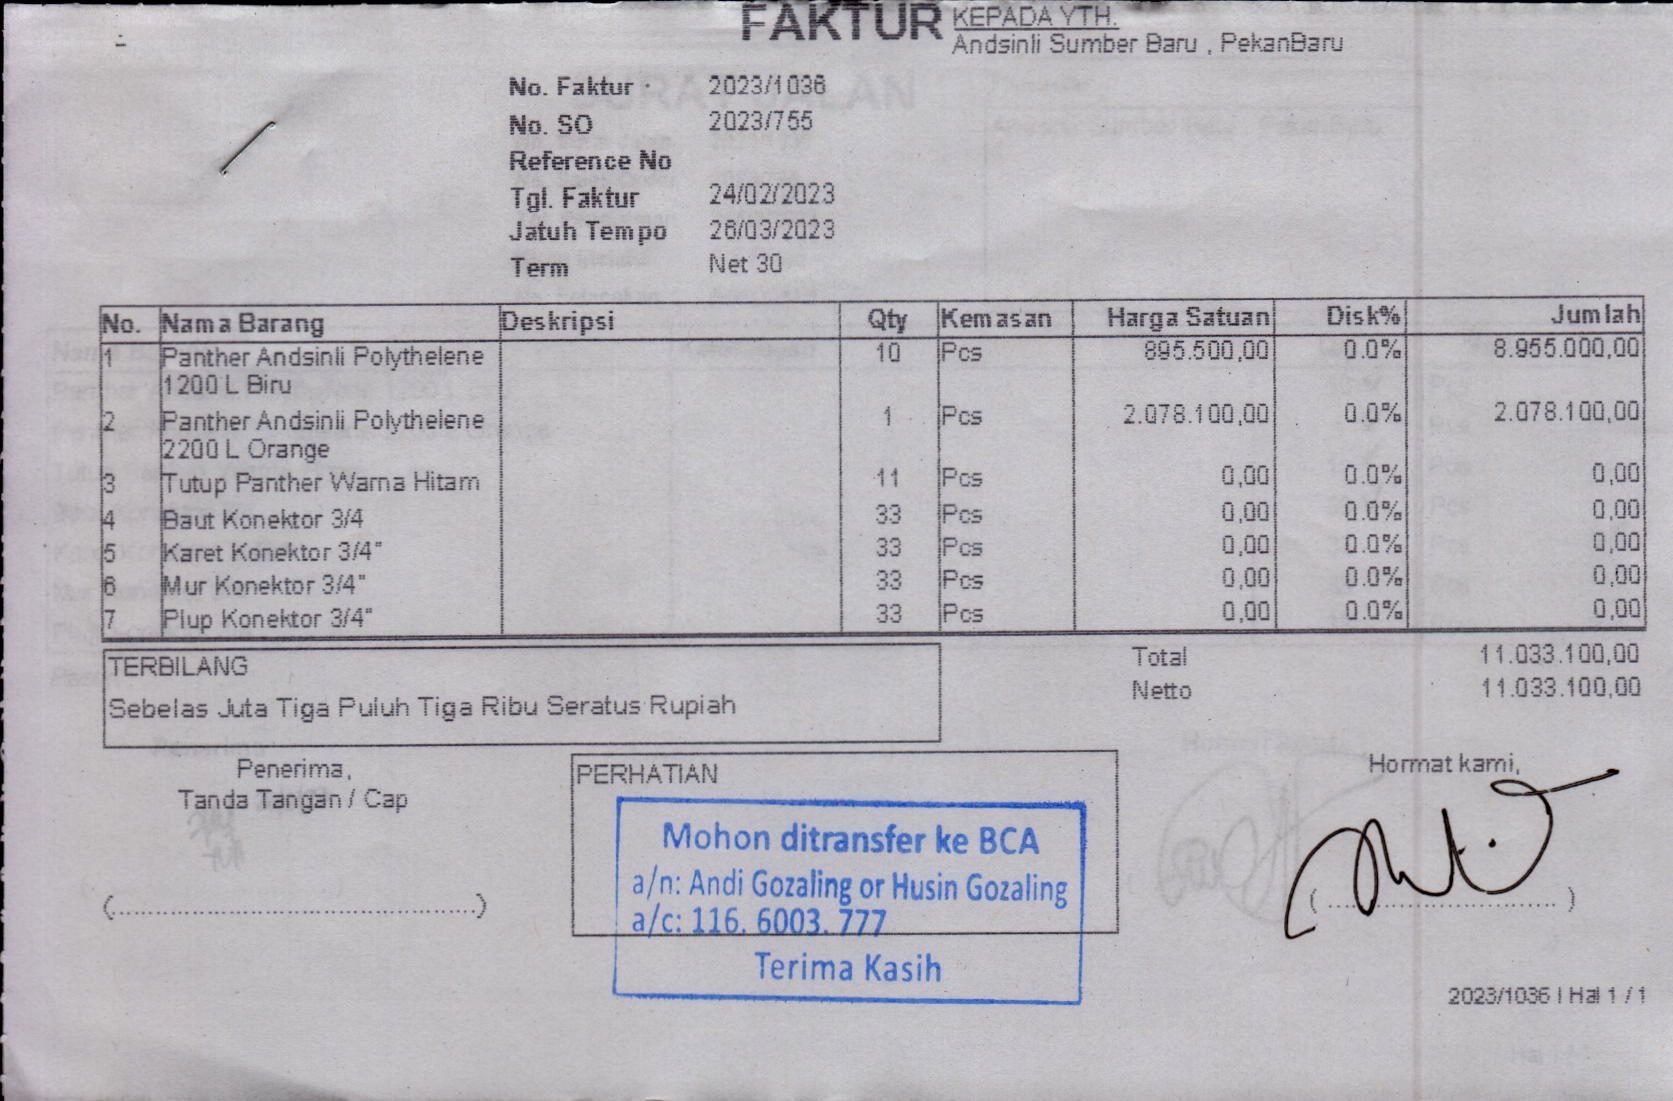 FAKTUR
KEPADA YTH.
Andsinli Sumber Baru , PekanBaru
No. Faktur 2023/1036
No. SO 2023/755
Reference No
Tgl. Faktur 24/02/2023
Jatuh Tempo 26/03/2023
Term Net 30
No. Nama Barang Deskripsi Qty Kemasan Harga Satuan Disk% Jumlah
1 Panther Andsinli Polythelene 10 Pcs 895.500,00 0.0% 8.955.000,00
1200 L Biru
2 Panther Andsinli Polythelene 1 Pcs 2.078.100,00 0.0% 2.078.100,00
2200 L Orange
3 Tutup Panther Warna Hitam 11 Pcs 0,00 0.0% 0,00
4 Baut Konektor 3/4 33 Pcs 0,00 0.0% 0,00
5 Karet Konektor 3/4" 33 Pcs 0,00 0.0% 0,00
6 Mur Konektor 3/4" 33 Pcs 0,00 0.0% 0,00
7 Plup Konektor 3/4" 33 Pcs 0,00 0.0% 0,00
Total 11.033.100,00
Netto 11.033.100,00
TERBILANG
Sebelas Juta Tiga Puluh Tiga Ribu Seratus Rupiah
Penerima,
Tanda Tangan / Cap
(............................................)
PERHATIAN
Mohon ditransfer ke BCA
a/n: Andi Gozaling or Husin Gozaling
a/c: 116. 6003. 777
Terima Kasih
Hormat kami,
(............................)
2023/1036 | Hal 1 / 1